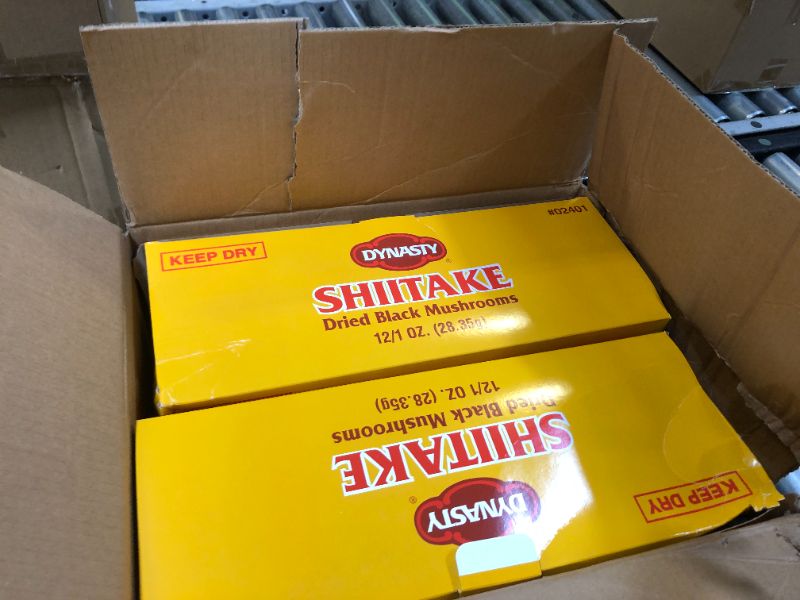 #02401
KEEP DRY
DYNASTY
®
SHIITAKE
Dried Black Mushrooms
12/1 OZ. (28.35g)
12/1 OZ. (28.35g)
Dried Black Mushrooms
SHIITAKE
DYNASTY
®
KEEP DRY